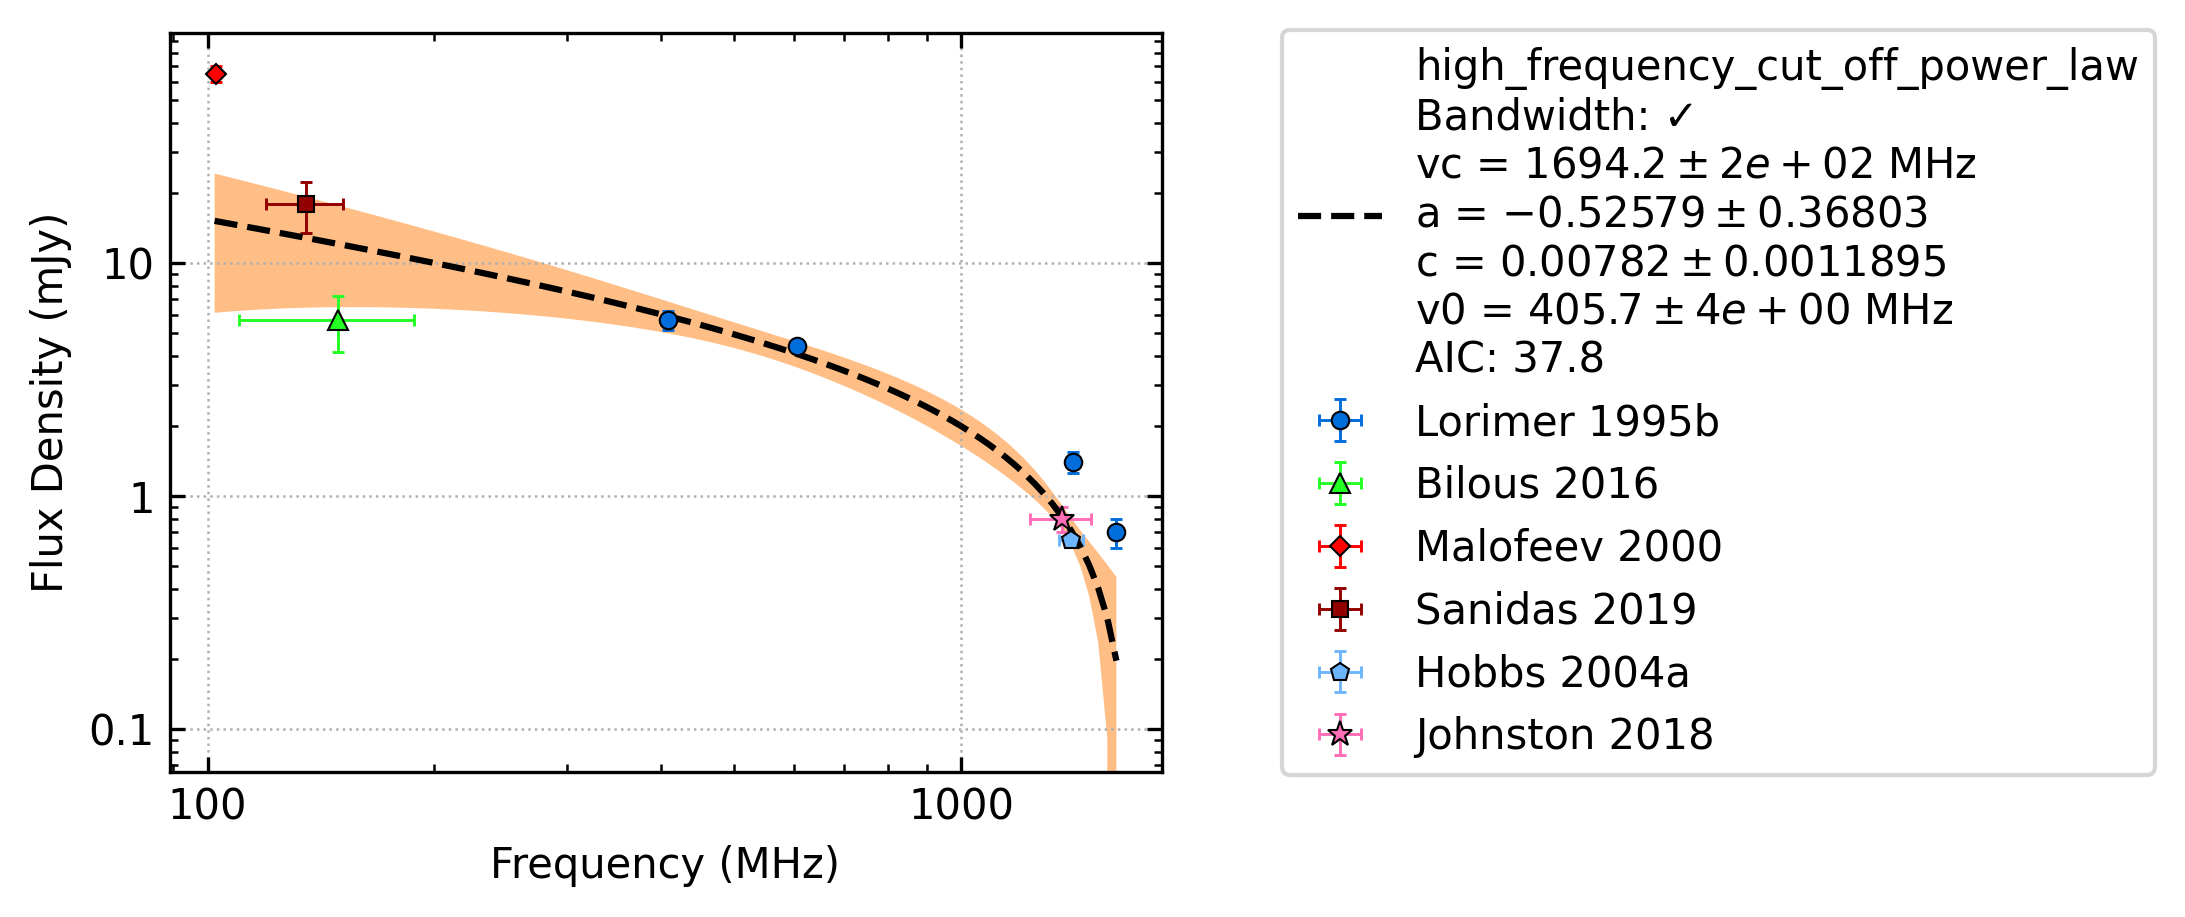 Flux Density (mJy)
10
1
0.1
100
1000
Frequency (MHz)
high_frequency_cut_off_power_law
Bandwidth: ✓
vc = 1694.2 ± 2e + 02 MHz
a = −0.52579 ± 0.36803
c = 0.00782 ± 0.0011895
v0 = 405.7 ± 4e + 00 MHz
AIC: 37.8
Lorimer 1995b
Bilous 2016
Malofeev 2000
Sanidas 2019
Hobbs 2004a
Johnston 2018